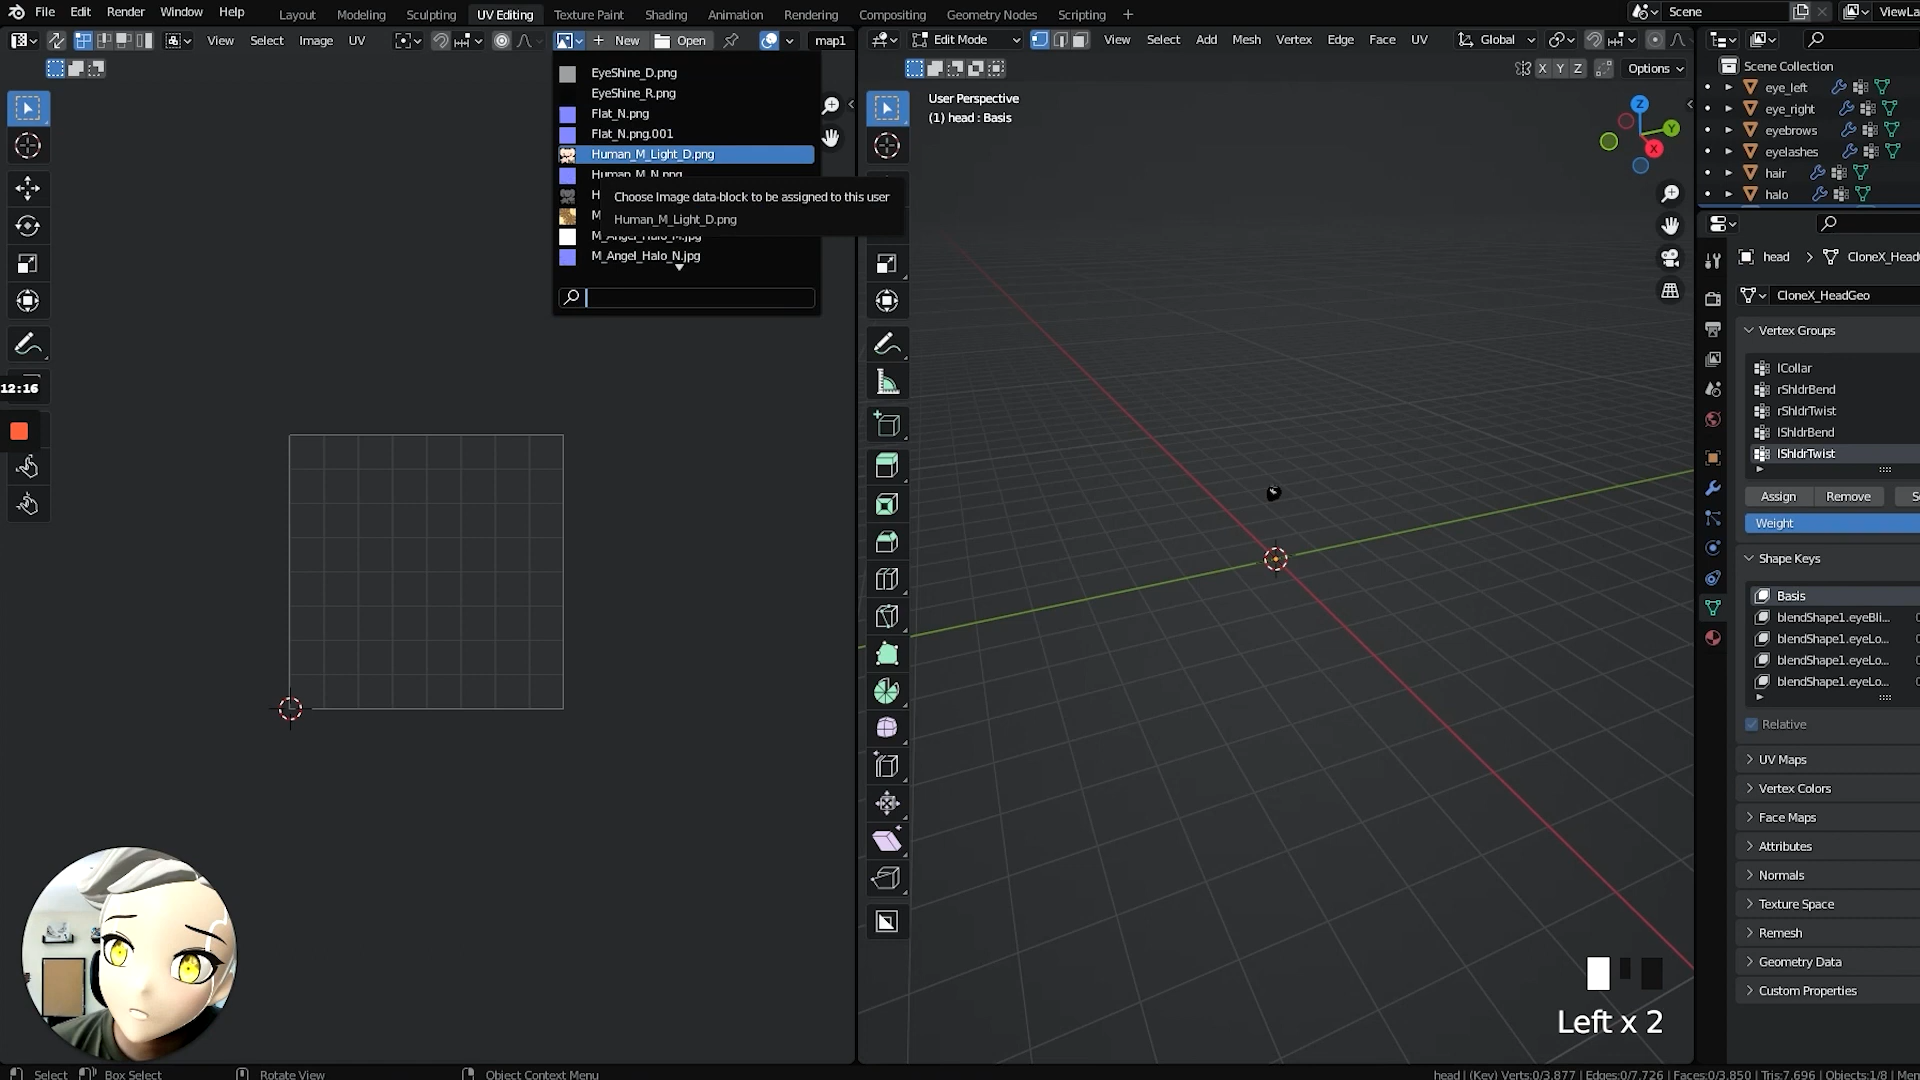 File Edit Render Window Help Layout Modeling Sculpting UV Editing Texture Paint Shading Animation Rendering Compositing Geometry Nodes Scripting + Scene ViewLa
View Select Image UV New Open map1 Edit Mode View Select Add Mesh Vertex Edge Face UV Global
X Y Z Options
EyeShine_D.png
EyeShine_R.png
Flat_N.png
Flat_N.png.001
Human_M_Light_D.png
Human_M_N.png
H
M
M_Angel_Halo_M.jpg
M_Angel_Halo_N.jpg
Choose Image data-block to be assigned to this user
Human_M_Light_D.png
12:16
User Perspective
(1) head : Basis
Z
Y
X
Left x 2
Scene Collection
eye_left
eye_right
eyebrows
eyelashes
hair
halo
head > CloneX_Head
CloneX_HeadGeo
Vertex Groups
lCollar
rShldrBend
rShldrTwist
lShldrBend
lShldrTwist
Assign Remove S
Weight
Shape Keys
Basis
blendShape1.eyeBli...
blendShape1.eyeLo...
blendShape1.eyeLo...
blendShape1.eyeLo...
Relative
UV Maps
Vertex Colors
Face Maps
Attributes
Normals
Texture Space
Remesh
Geometry Data
Custom Properties
Select Box Select Rotate View Object Context Menu head | (Key) Verts:0/3,877 | Edges:0/7,726 | Faces:0/3,850 | Tris:7,696 | Objects:1/8 | Mem